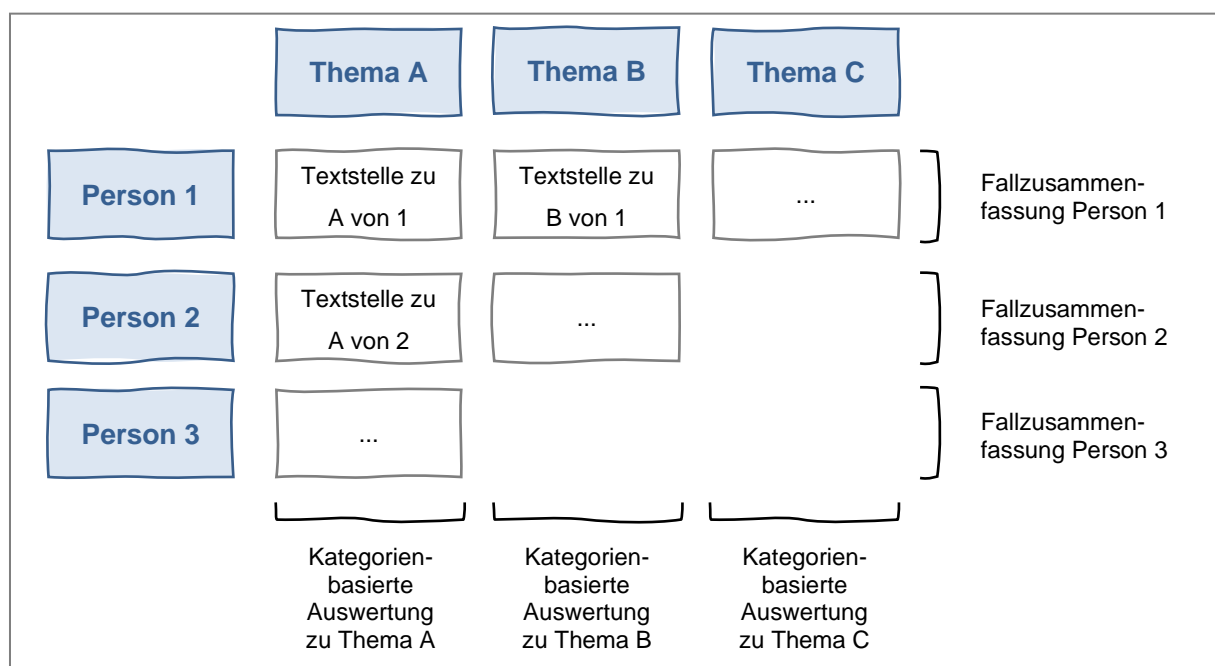 Thema A
Thema B
Thema C
Person 1
Textstelle zu
A von 1
Textstelle zu
B von 1
...
Fallzusammen-
fassung Person 1
Person 2
Textstelle zu
A von 2
...
Fallzusammen-
fassung Person 2
Person 3
...
Fallzusammen-
fassung Person 3
Kategorien-
basierte
Auswertung
zu Thema A
Kategorien-
basierte
Auswertung
zu Thema B
Kategorien-
basierte
Auswertung
zu Thema C